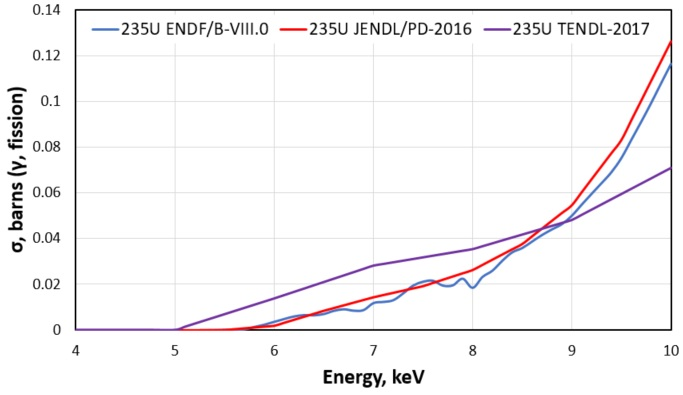 0.14
235U ENDF/B-VIII.0 235U JENDL/PD-2016 235U TENDL-2017
0.12
0.1
0.08
0.06
0.04
0.02
0
σ, barns (γ, fission)
4 5 6 7 8 9 10
Energy, keV